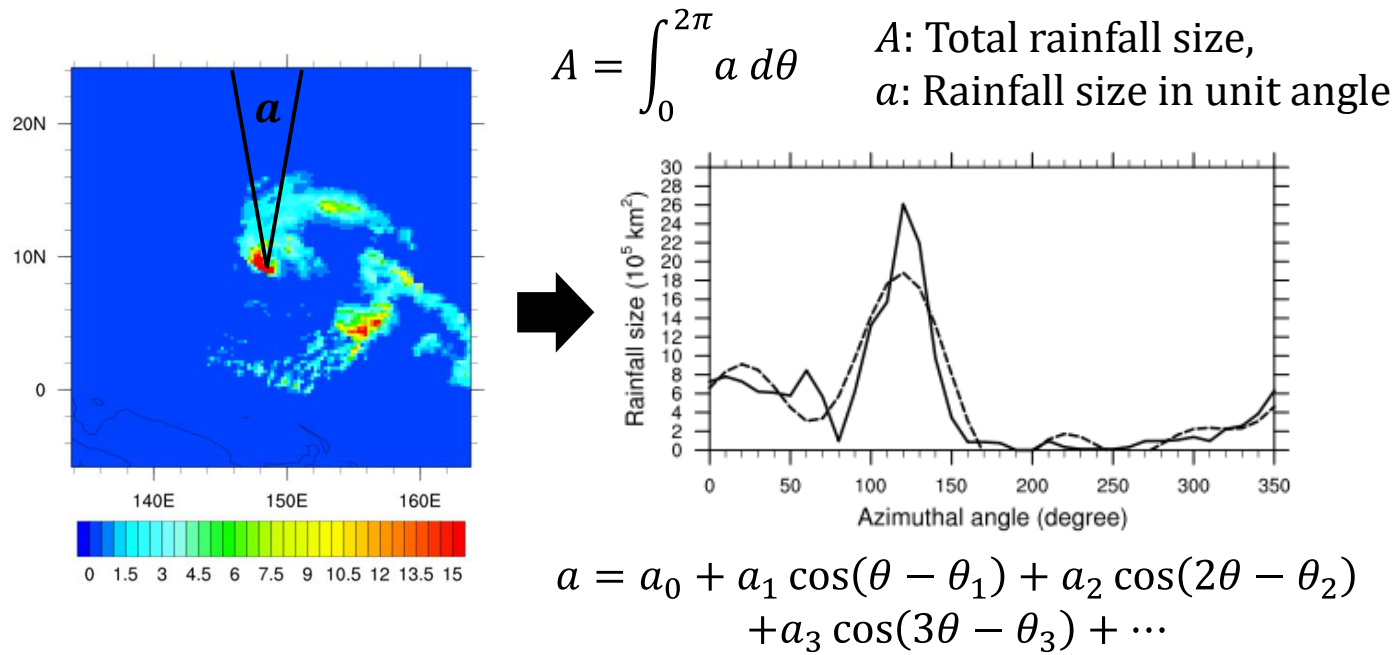 20N
10N
0
140E
150E
160E
0 1.5 3 4.5 6 7.5 9 10.5 12 13.5 15
a
A = ∫₀^{2π} a dθ
A: Total rainfall size,
a: Rainfall size in unit angle
Rainfall size (10⁵ km²)
30
28
26
24
22
20
18
16
14
12
10
8
6
4
2
0
0 50 100 150 200 250 300 350
Azimuthal angle (degree)
a = a₀ + a₁ cos(θ − θ₁) + a₂ cos(2θ − θ₂)
+a₃ cos(3θ − θ₃) + ⋯